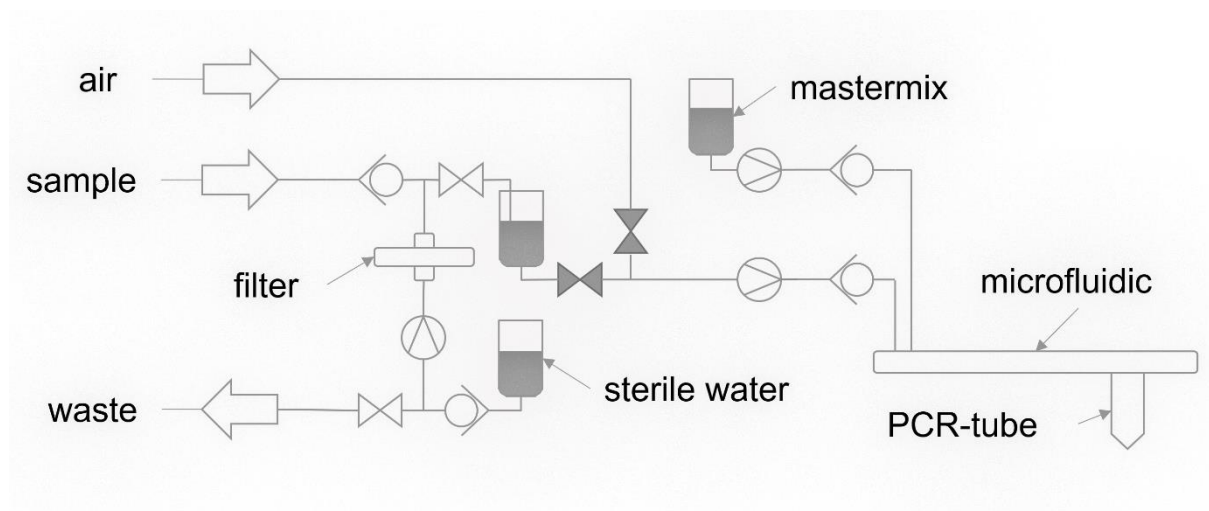 air
mastermix
sample
filter
microfluidic
sterile water
waste
PCR-tube